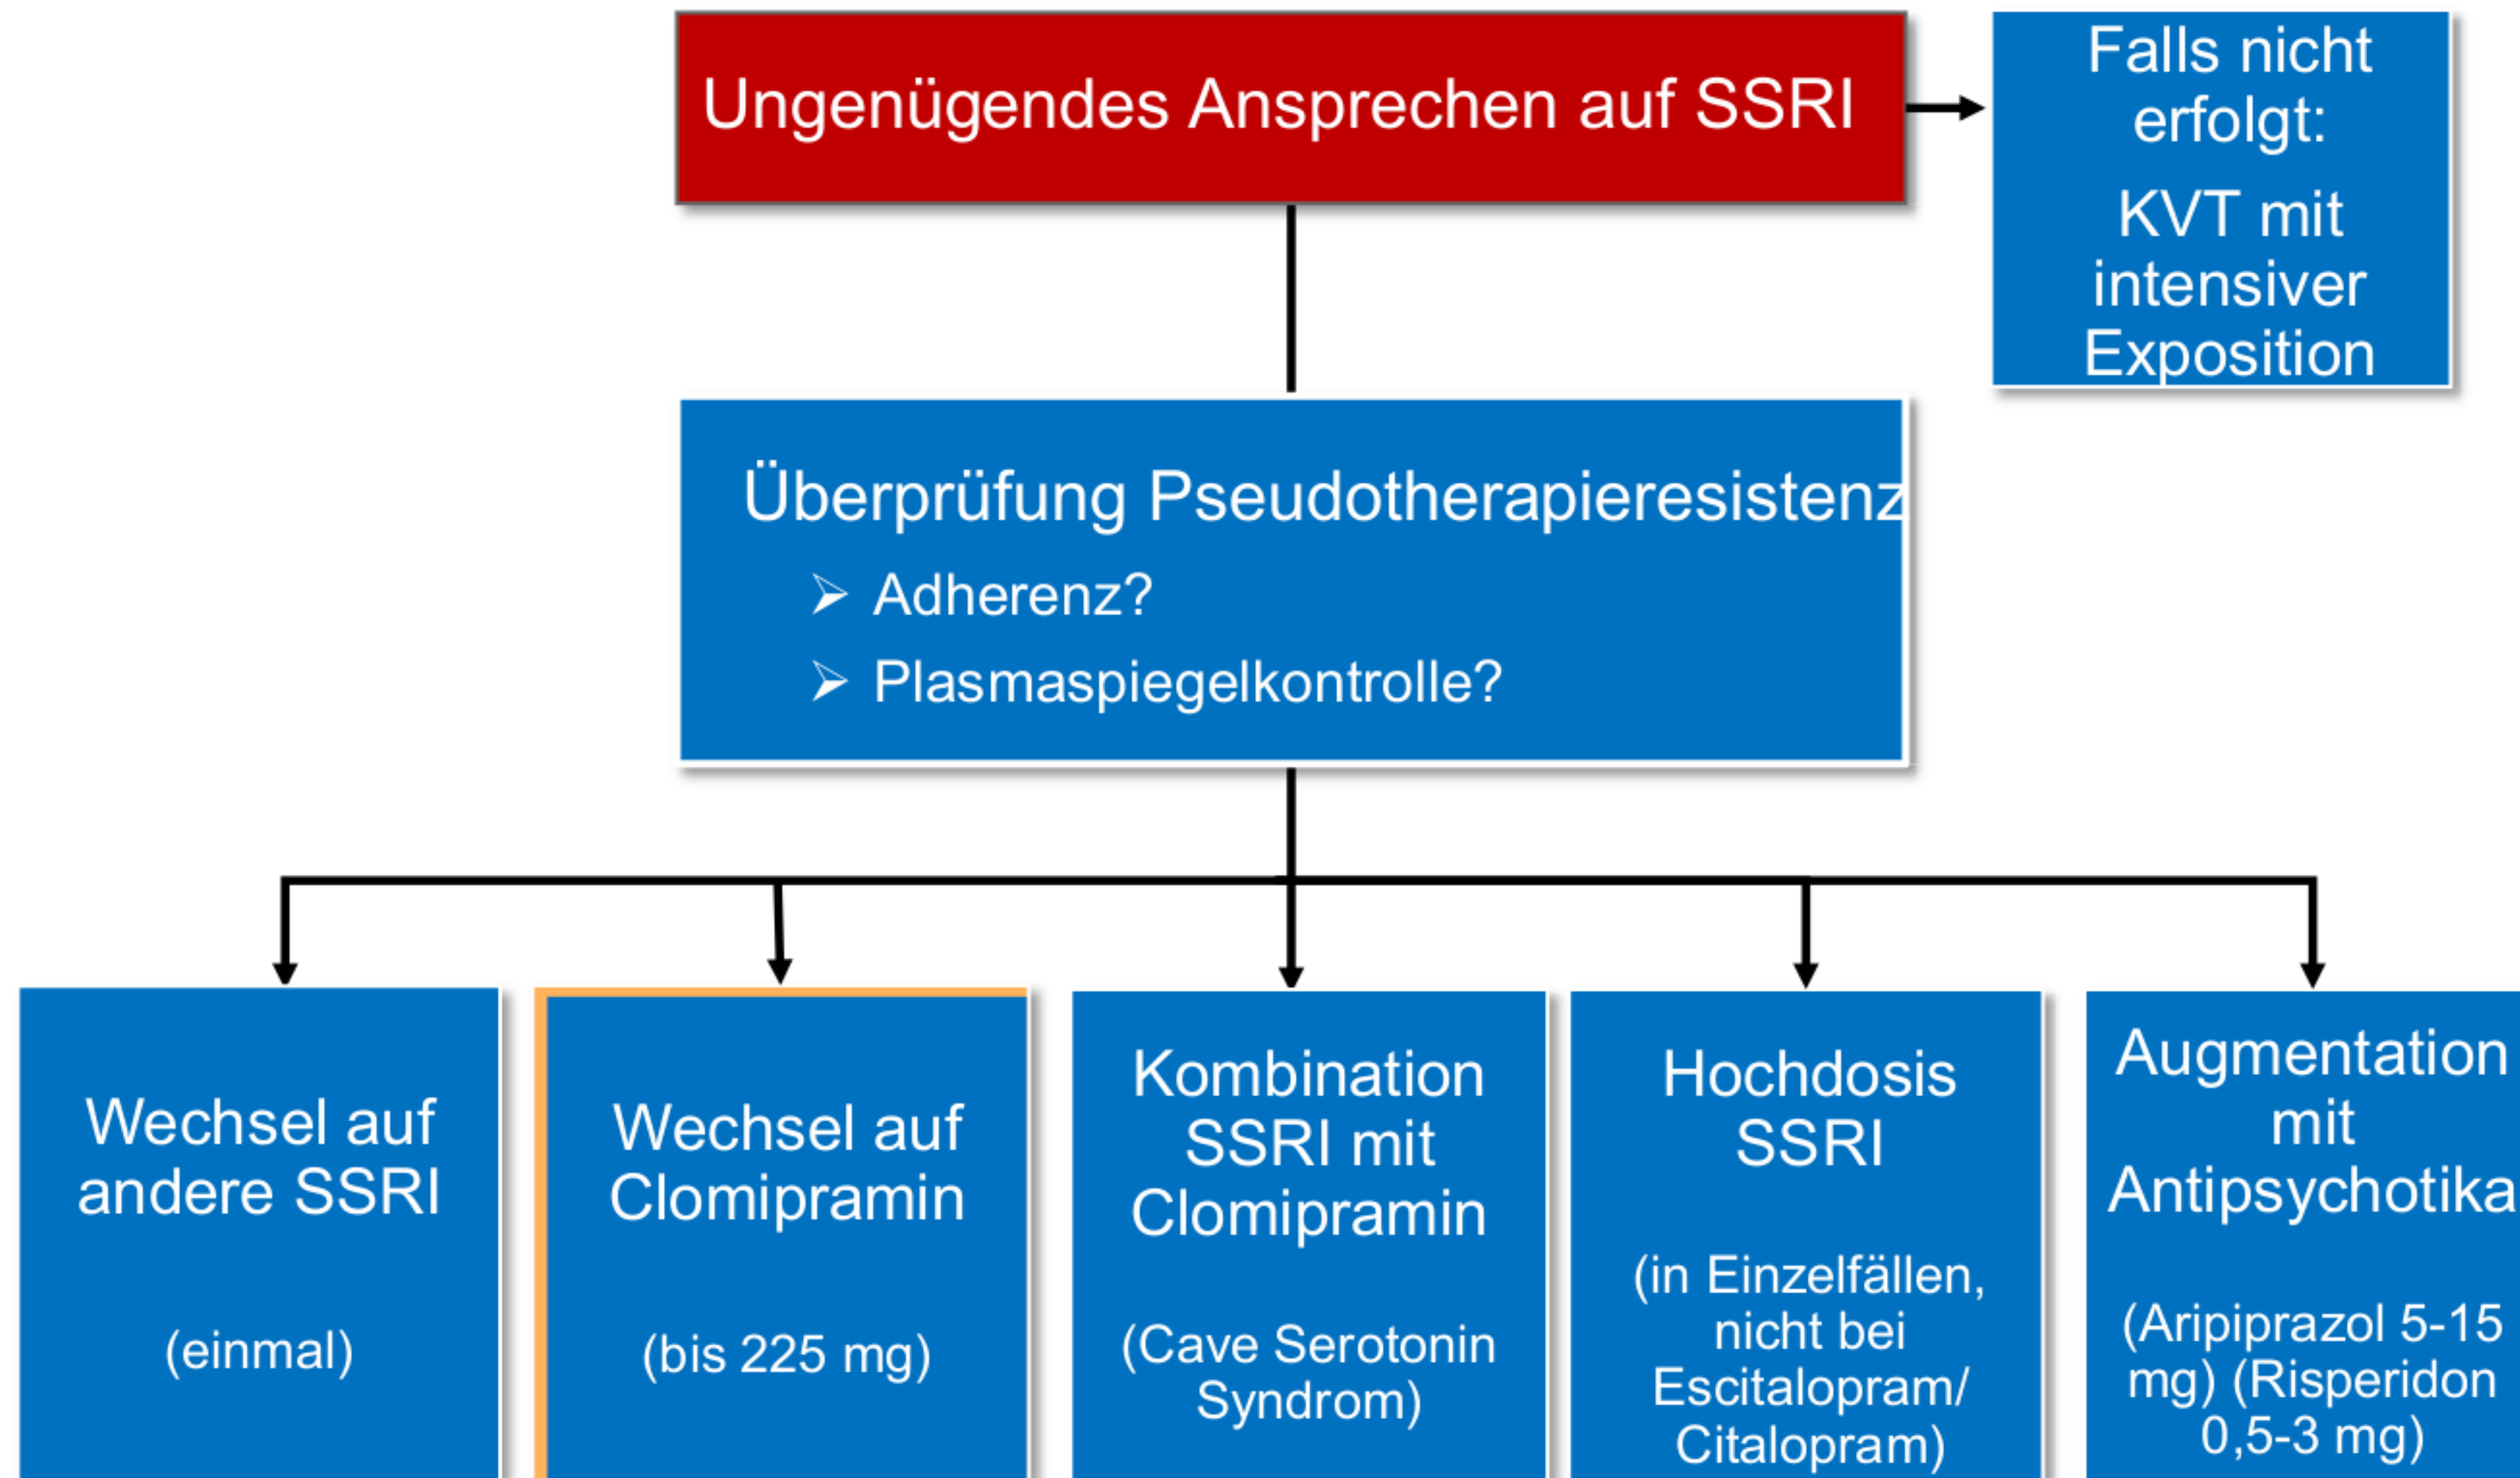 Ungenügendes Ansprechen auf SSRI
Falls nicht
erfolgt:
KVT mit
intensiver
Exposition
Überprüfung Pseudotherapieresistenz
➢ Adherenz?
➢ Plasmaspiegelkontrolle?
Wechsel auf
andere SSRI
(einmal)
Wechsel auf
Clomipramin
(bis 225 mg)
Kombination
SSRI mit
Clomipramin
(Cave Serotonin
Syndrom)
Hochdosis
SSRI
(in Einzelfällen,
nicht bei
Escitalopram/
Citalopram)
Augmentation
mit
Antipsychotika
(Aripiprazol 5-15
mg) (Risperidon
0,5-3 mg)